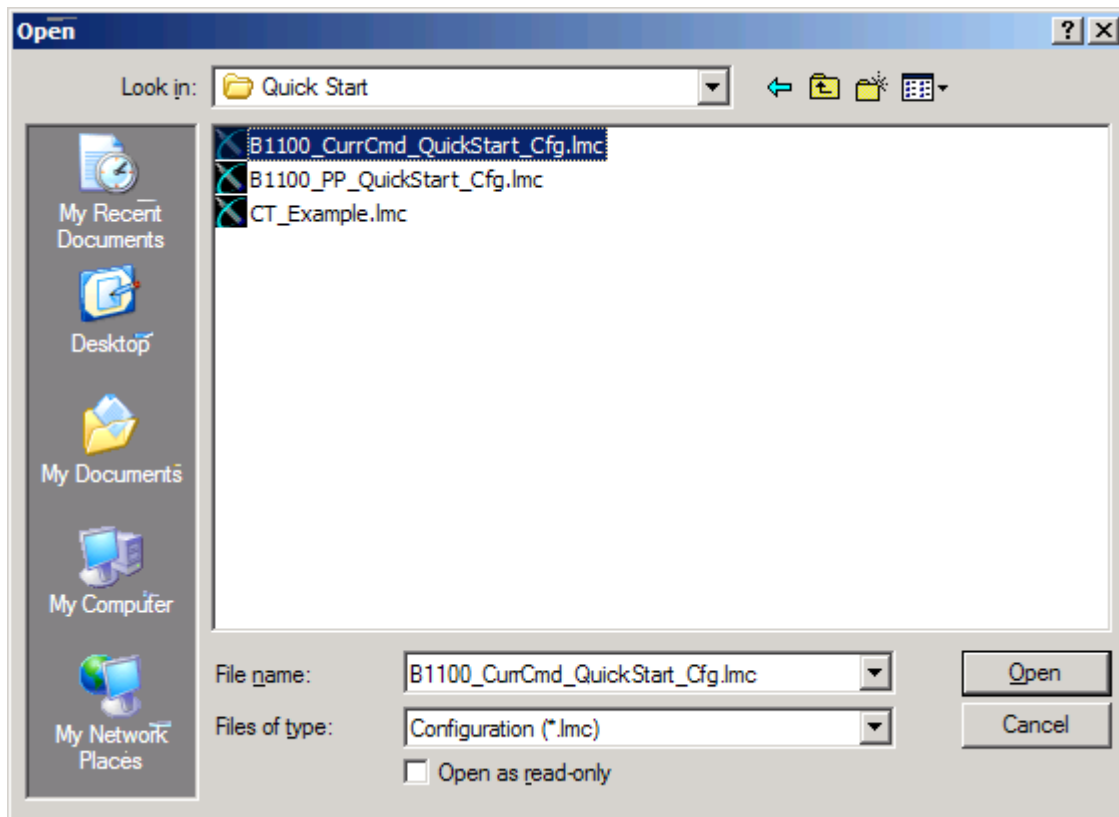 Open
Look in: Quick Start
B1100_CurrCmd_QuickStart_Cfg.lmc
B1100_PP_QuickStart_Cfg.lmc
CT_Example.lmc
My Recent
Documents
Desktop
My Documents
My Computer
My Network
Places
File name: B1100_CurrCmd_QuickStart_Cfg.lmc Open
Files of type: Configuration (*.lmc) Cancel
Open as read-only